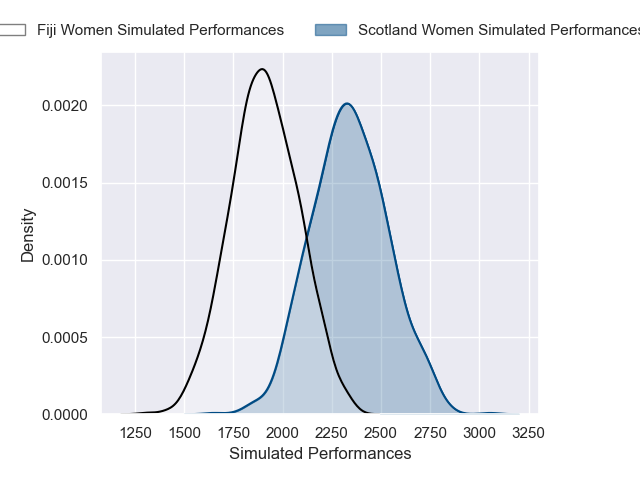 Fiji Women Simulated Performances
Scotland Women Simulated Performances
0.0020
0.0015
0.0010
0.0005
0.0000
Density
1250 1500 1750 2000 2250 2500 2750 3000 3250
Simulated Performances